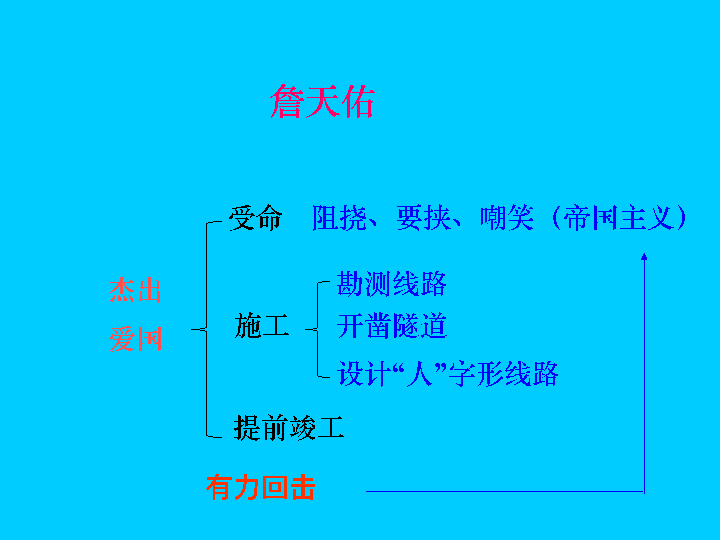 詹天佑
受命 阻挠、要挟、嘲笑（帝国主义）
杰出
爱国
施工
勘测线路
开凿隧道
设计“人”字形线路
提前竣工
有力回击